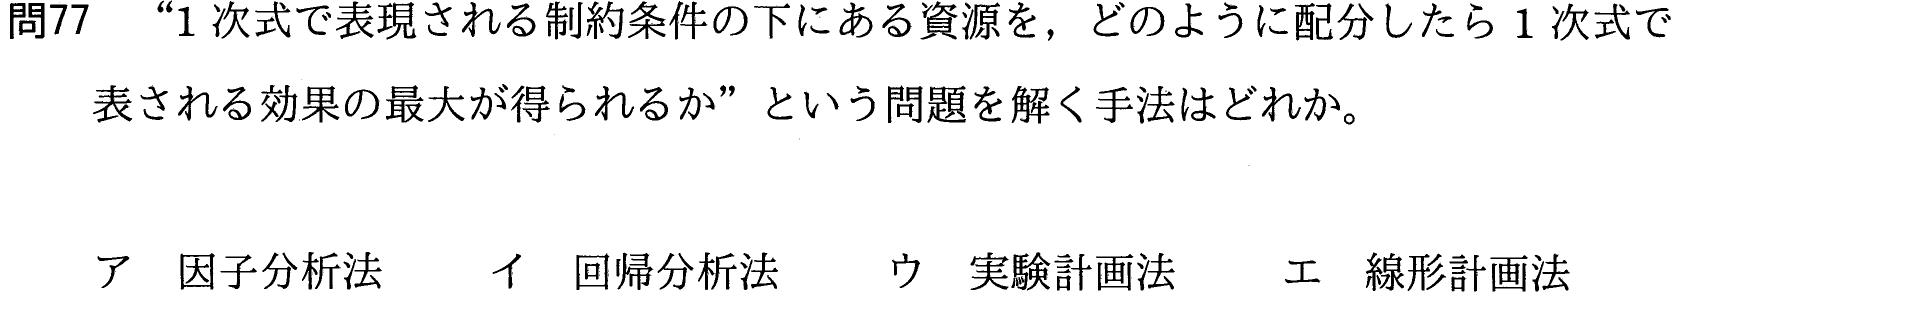 問77　“1 次式で表現される制約条件の下にある資源を，どのように配分したら 1 次式で
表される効果の最大が得られるか”という問題を解く手法はどれか。
ア　因子分析法　　イ　回帰分析法　　ウ　実験計画法　　エ　線形計画法